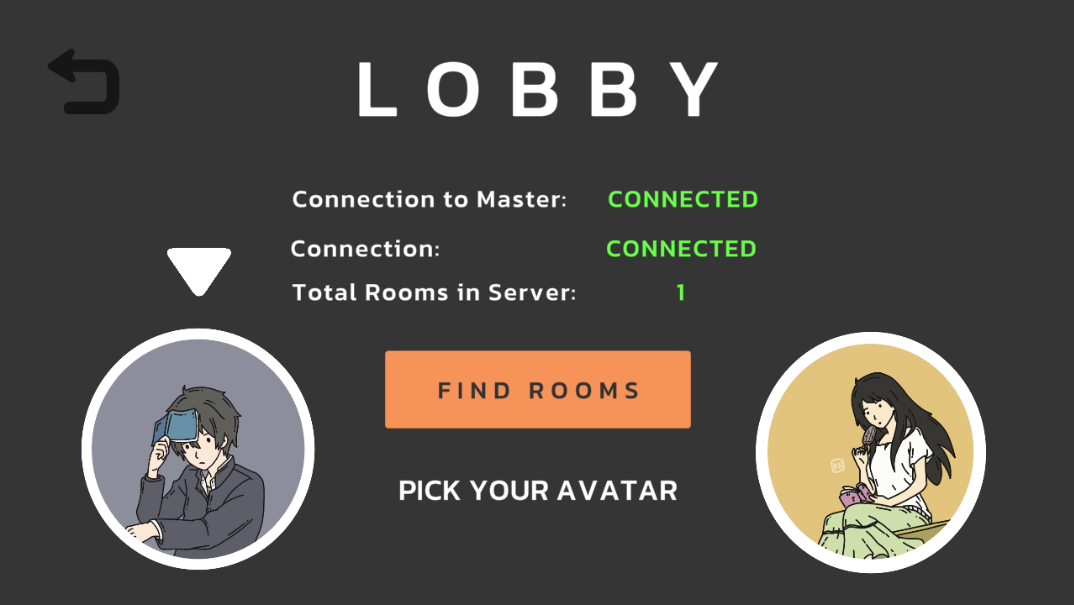 LOBBY
Connection to Master: CONNECTED
Connection: CONNECTED
Total Rooms in Server: 1
FIND ROOMS
PICK YOUR AVATAR